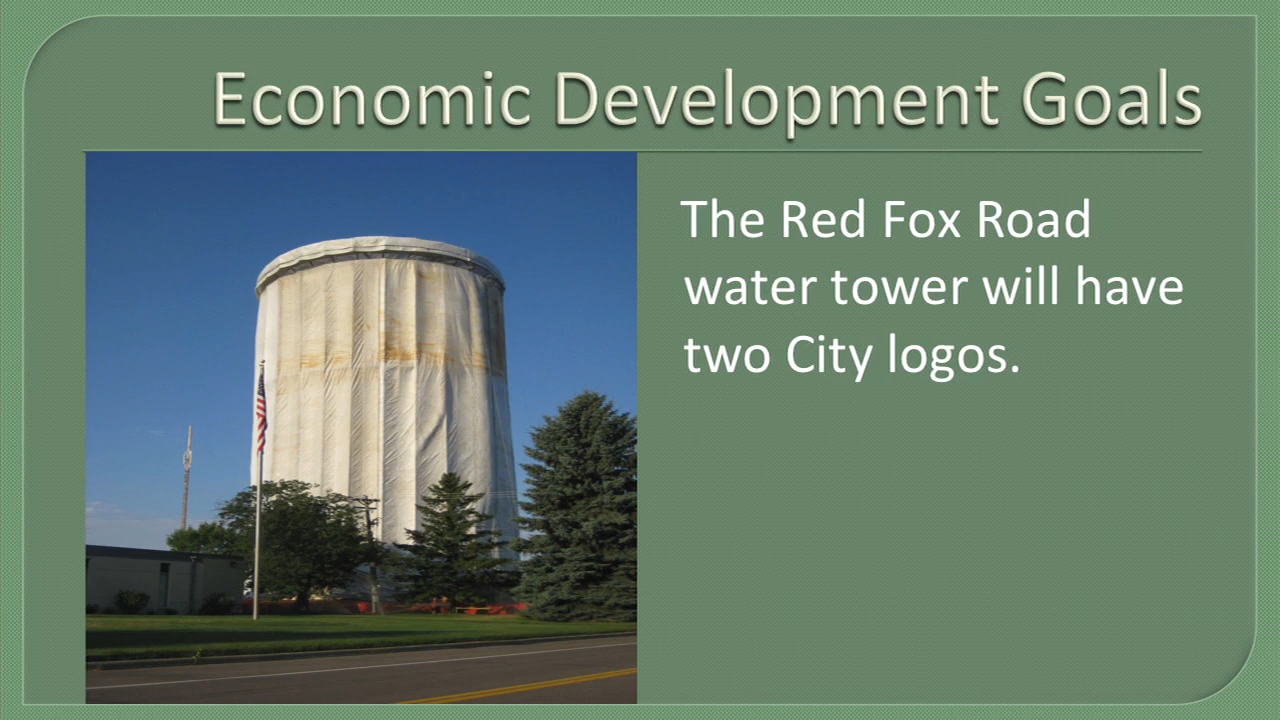 Economic Development Goals
The Red Fox Road
water tower will have
two City logos.